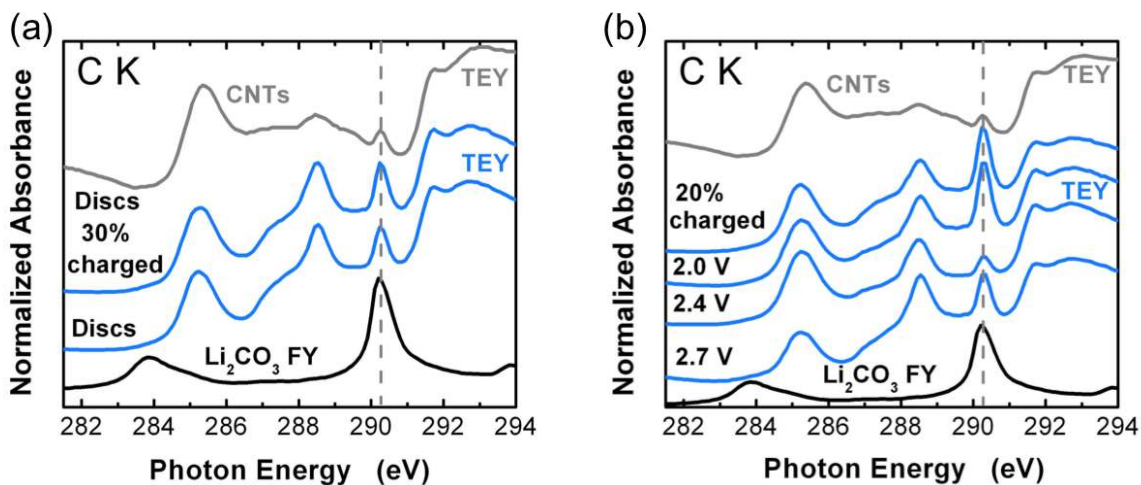 (a)
C K
CNTs
TEY
TEY
Discs
30%
charged
Discs
Li₂CO₃ FY
Normalized Absorbance
282 284 286 288 290 292 294
Photon Energy (eV)
(b)
C K
CNTs
TEY
TEY
20%
charged
2.0 V
2.4 V
2.7 V
Li₂CO₃ FY
Normalized Absorbance
282 284 286 288 290 292 294
Photon Energy (eV)